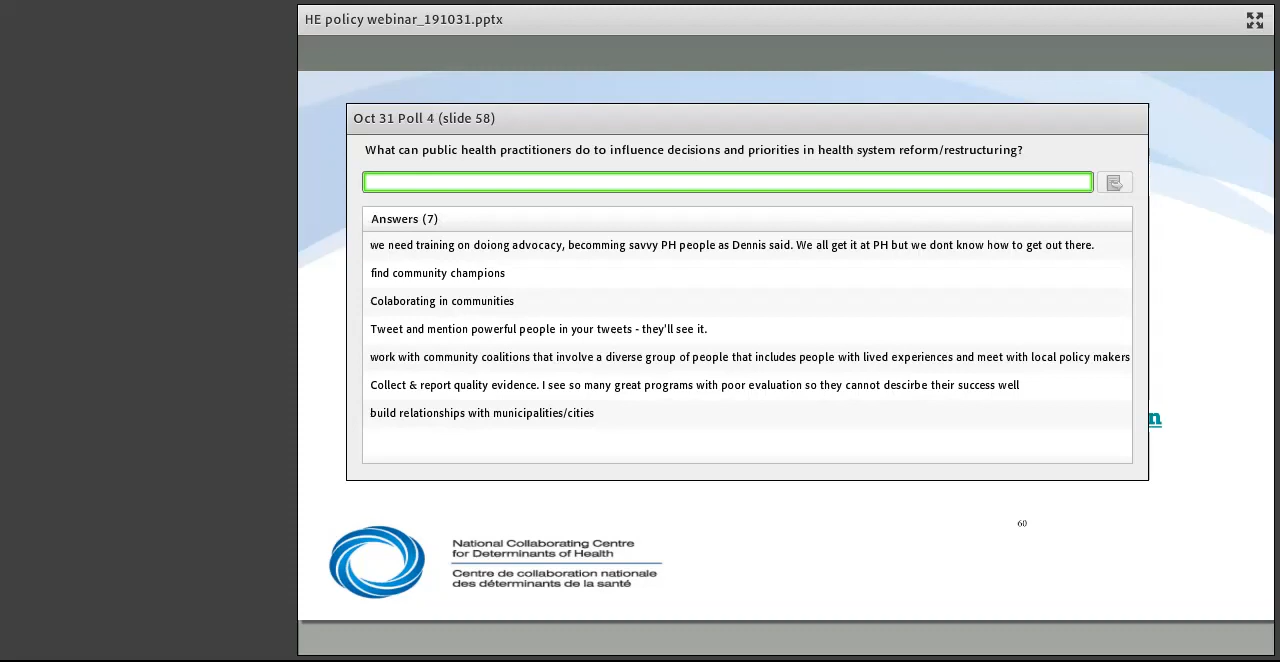 HE policy webinar_191031.pptx
Oct 31 Poll 4 (slide 58)
What can public health practitioners do to influence decisions and priorities in health system reform/restructuring?
Answers (7)
we need training on doiong advocacy, becomming savvy PH people as Dennis said. We all get it at PH but we dont know how to get out there.
find community champions
Colaborating in communities
Tweet and mention powerful people in your tweets - they'll see it.
work with community coalitions that involve a diverse group of people that includes people with lived experiences and meet with local policy makers
Collect & report quality evidence. I see so many great programs with poor evaluation so they cannot descirbe their success well
build relationships with municipalities/cities
n
60
National Collaborating Centre
for Determinants of Health
Centre de collaboration nationale
des déterminants de la santé